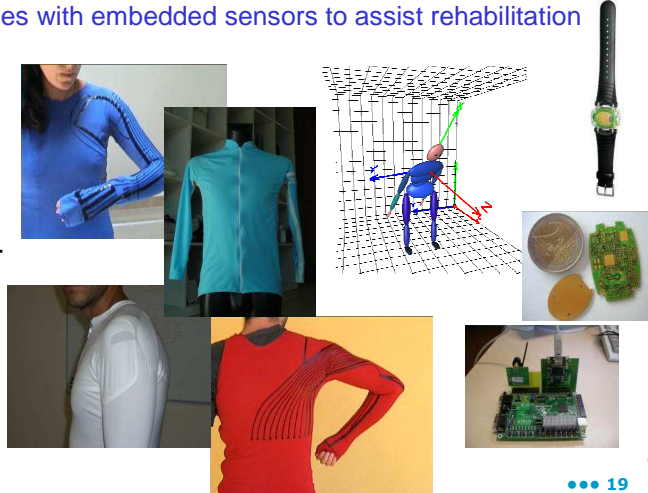 es with embedded sensors to assist rehabilitation
Y
Z
19